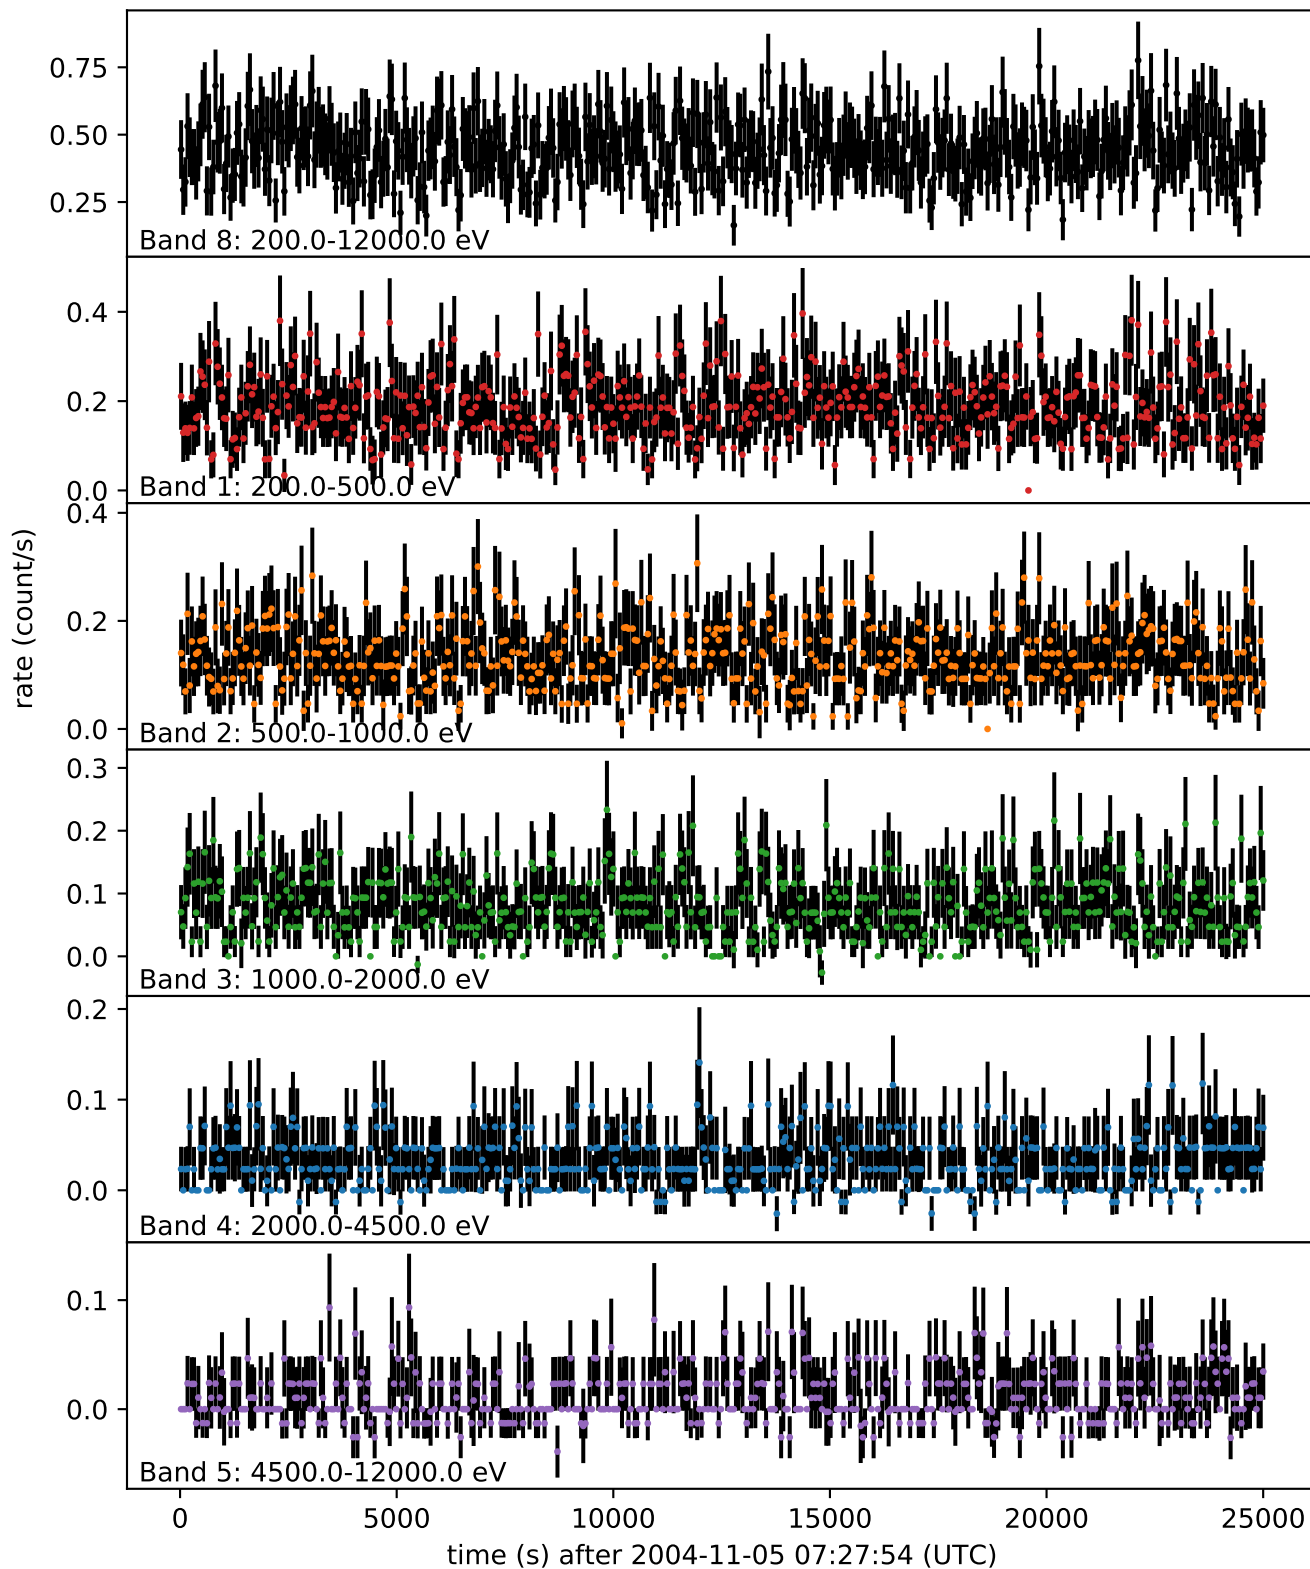 0.75
0.50
0.25
Band 8: 200.0-12000.0 eV
0.4
0.2
0.0
Band 1: 200.0-500.0 eV
0.4
0.2
0.0
Band 2: 500.0-1000.0 eV
rate (count/s)
0.3
0.2
0.1
0.0
Band 3: 1000.0-2000.0 eV
0.2
0.1
0.0
Band 4: 2000.0-4500.0 eV
0.1
0.0
Band 5: 4500.0-12000.0 eV
0 5000 10000 15000 20000 25000
time (s) after 2004-11-05 07:27:54 (UTC)